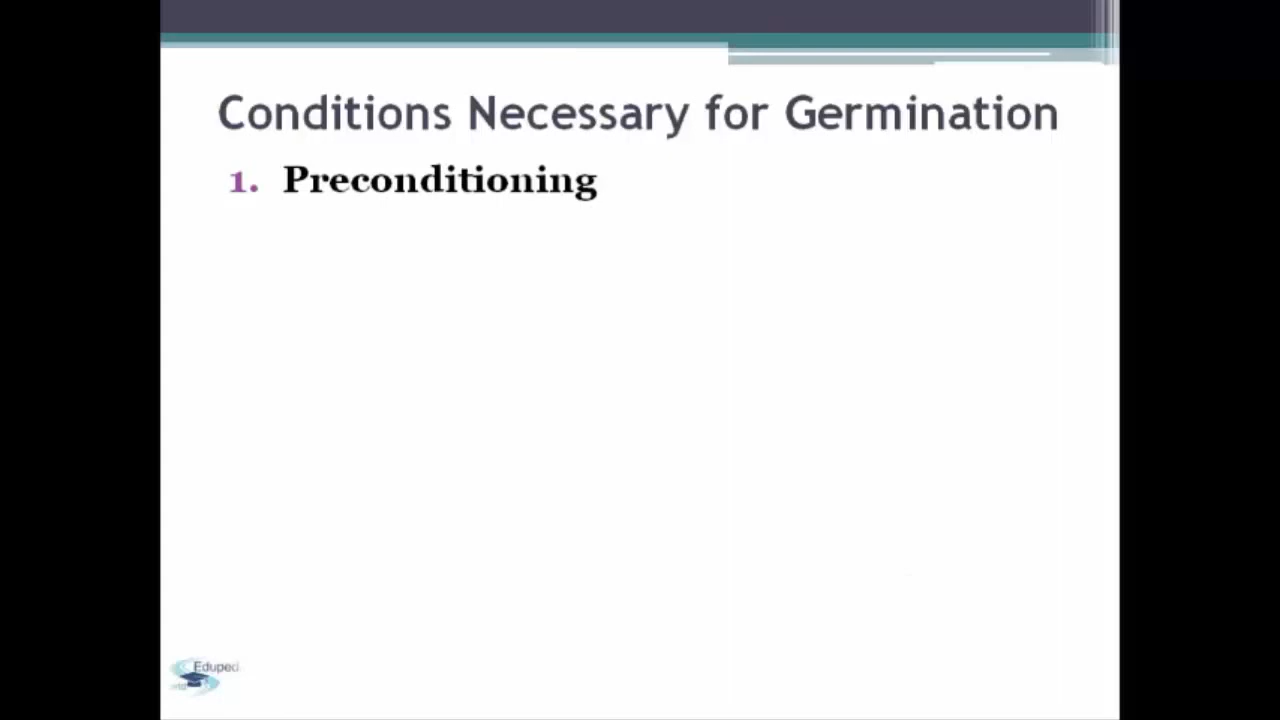 Conditions Necessary for Germination
1. Preconditioning
Eduped